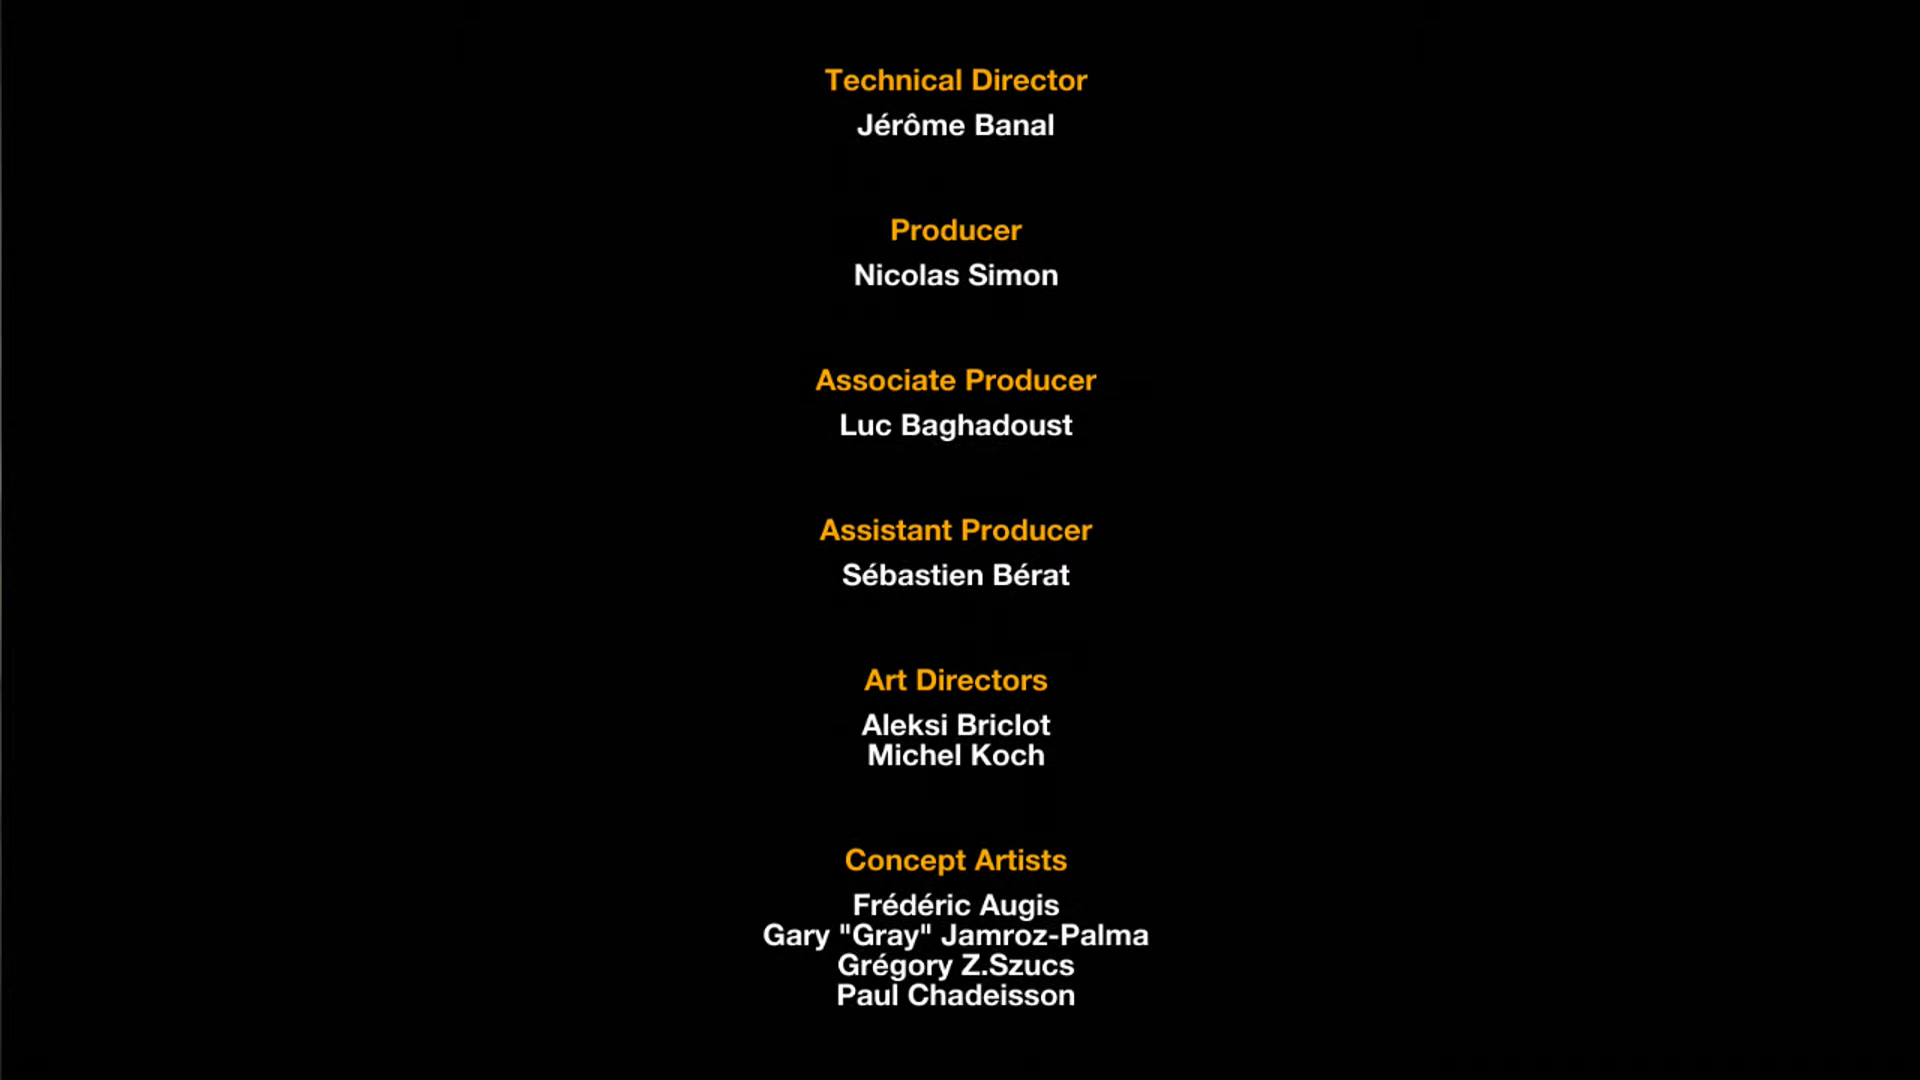 Technical Director
Jérôme Banal
Producer
Nicolas Simon
Associate Producer
Luc Baghadoust
Assistant Producer
Sébastien Bérat
Art Directors
Aleksi Briclot
Michel Koch
Concept Artists
Frédéric Augis
Gary "Gray" Jamroz-Palma
Grégory Z.Szucs
Paul Chadeisson